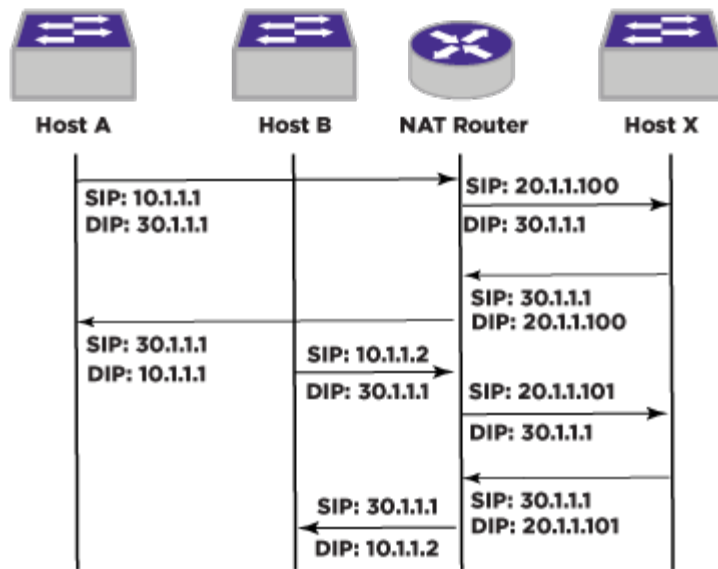 Host A
Host B
NAT Router
Host X
SIP: 10.1.1.1
DIP: 30.1.1.1
SIP: 20.1.1.100
DIP: 30.1.1.1
SIP: 30.1.1.1
DIP: 20.1.1.100
SIP: 30.1.1.1
DIP: 10.1.1.1
SIP: 10.1.1.2
DIP: 30.1.1.1
SIP: 20.1.1.101
DIP: 30.1.1.1
SIP: 30.1.1.1
DIP: 20.1.1.101
SIP: 30.1.1.1
DIP: 10.1.1.2